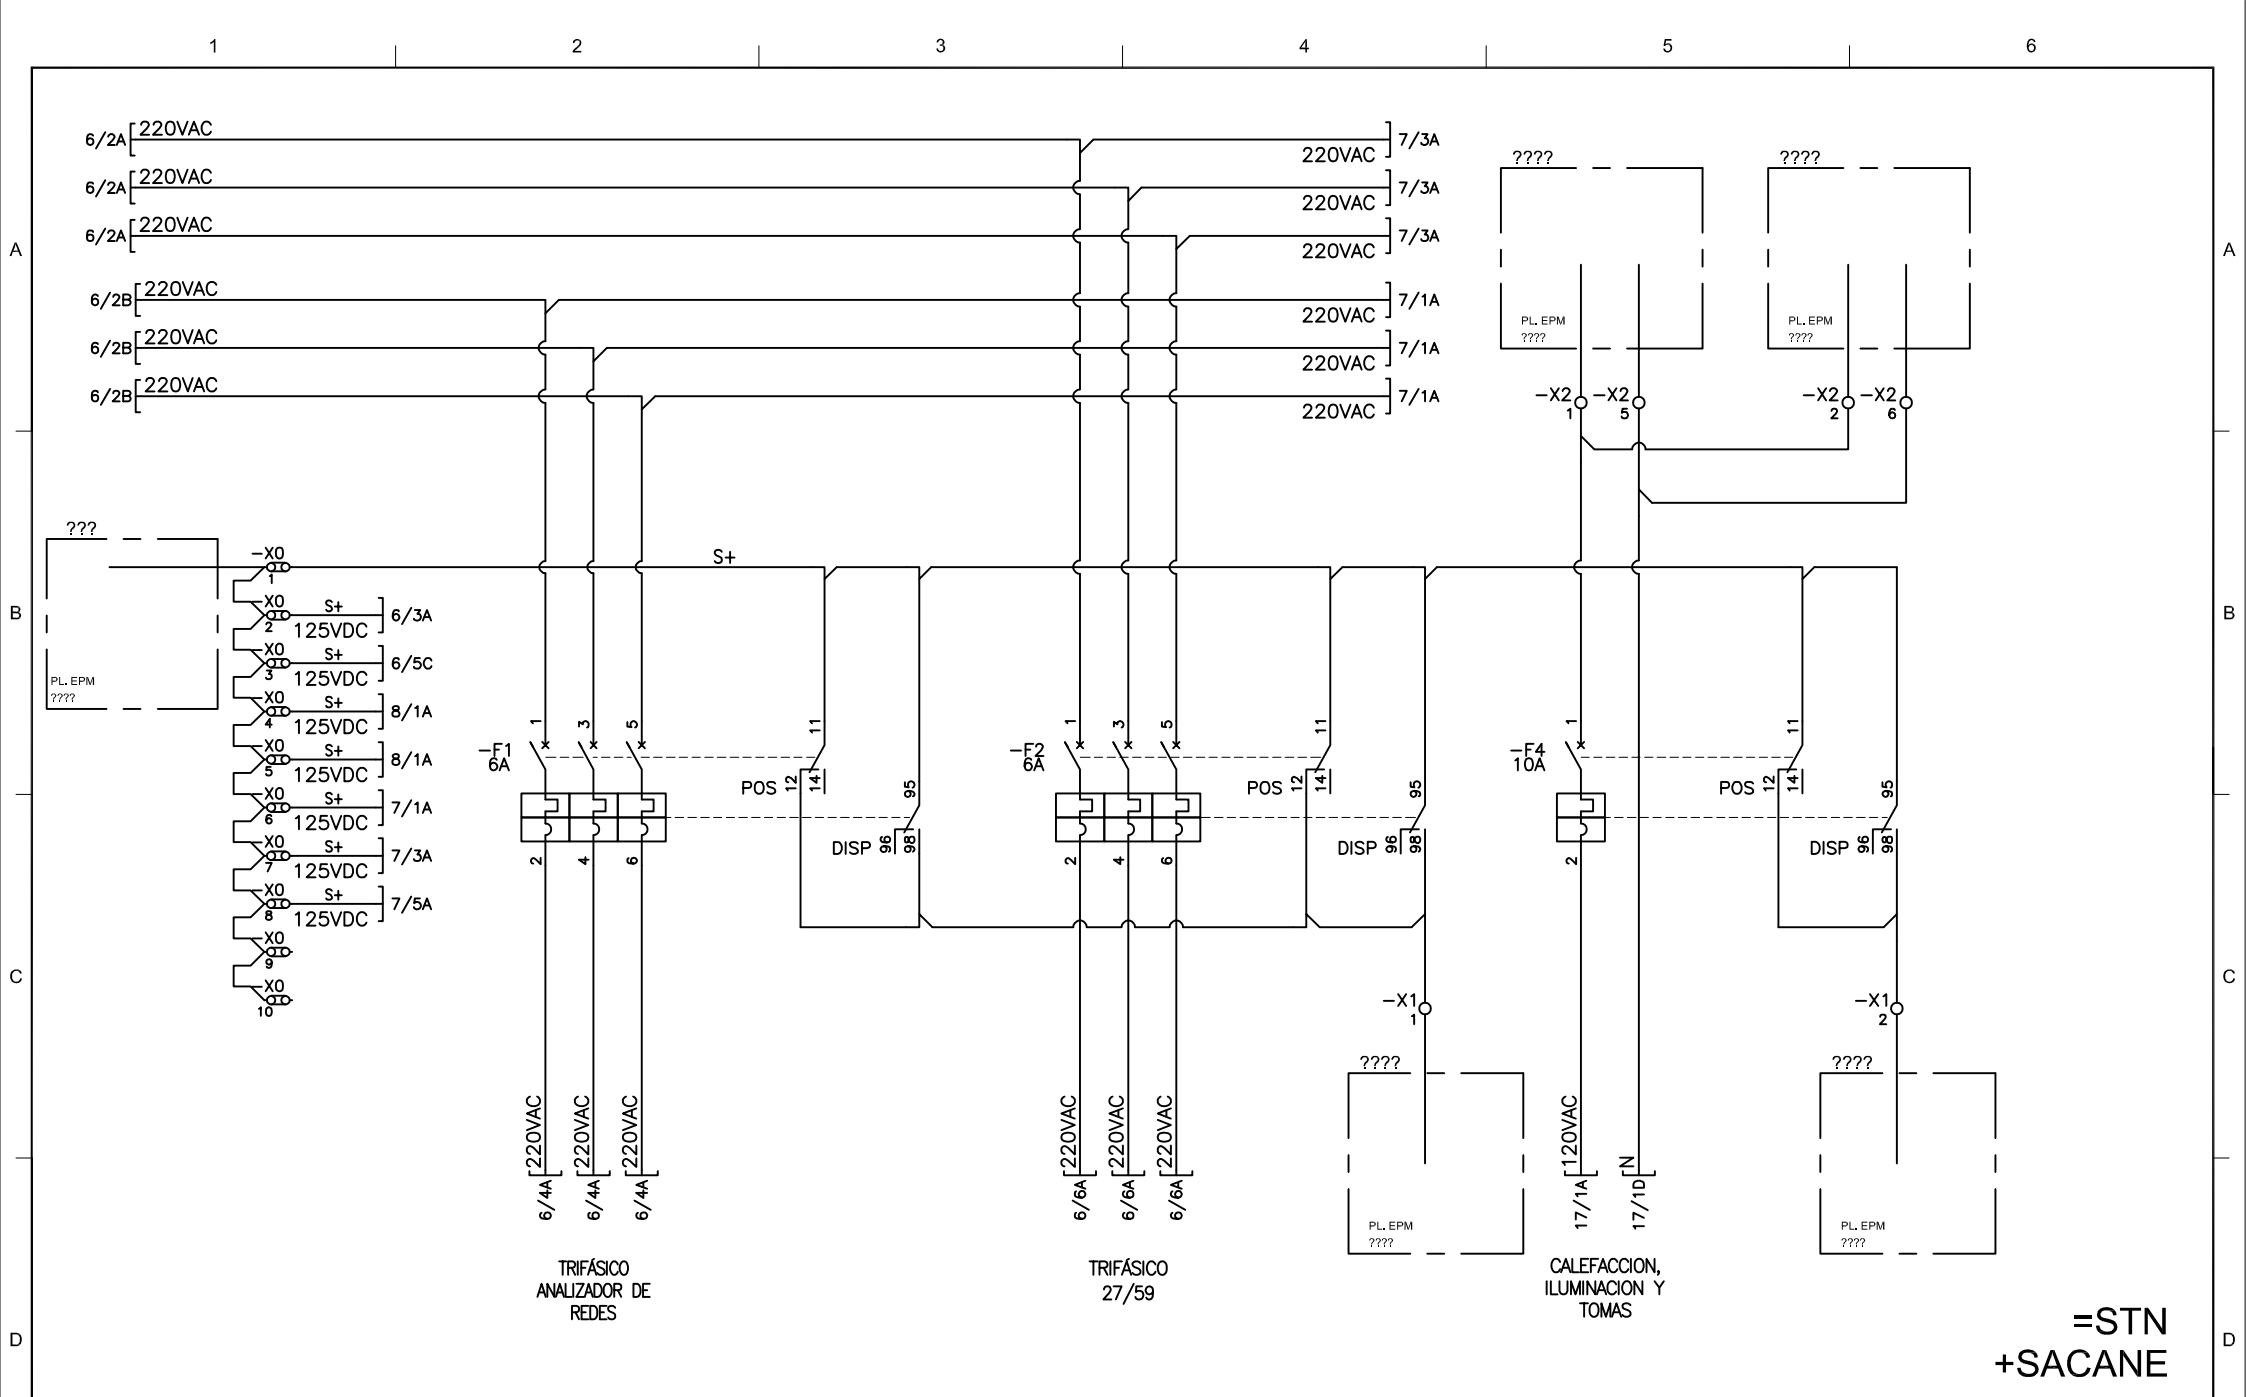 1 2 3 4 5 6
A A
B B
C C
D D
6/2A 220VAC 220VAC 7/3A
6/2A 220VAC 220VAC 7/3A
6/2A 220VAC 220VAC 7/3A
6/2B 220VAC 220VAC 7/1A
6/2B 220VAC 220VAC 7/1A
6/2B 220VAC 220VAC 7/1A
????
PL. EPM
????
????
PL. EPM
????
-X2
1
-X2
5
-X2
2
-X2
6
???
PL. EPM
????
-X0
1
S+
-X0
2
S+
125VDC
6/3A
-X0
3
S+
125VDC
6/5C
-X0
4
S+
125VDC
8/1A
-X0
5
S+
125VDC
8/1A
-X0
6
S+
125VDC
7/1A
-X0
7
S+
125VDC
7/3A
-X0
8
S+
125VDC
7/5A
-X0
9
-X0
10
-F1
6A
1 3 5
2 4 6
POS 12 14 11
DISP 96 98 95
-F2
6A
1 3 5
2 4 6
POS 12 14 11
DISP 96 98 95
-F4
10A
1
2
POS 12 14 11
DISP 96 98 95
-X1
1
-X1
2
????
PL. EPM
????
????
PL. EPM
????
220VAC 220VAC 220VAC
6/4A 6/4A 6/4A
220VAC 220VAC 220VAC
6/6A 6/6A 6/6A
120VAC N
17/1A 17/1D
TRIFÁSICO
ANALIZADOR DE
REDES
TRIFÁSICO
27/59
CALEFACCION,
ILUMINACION Y
TOMAS
=STN
+SACANE